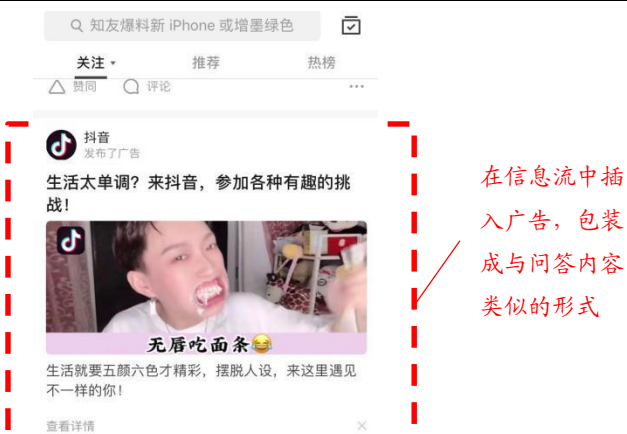 知友爆料新 iPhone 或增墨绿色
关注 推荐 热榜
赞同 评论
抖音
发布了广告
生活太单调？来抖音，参加各种有趣的挑
战！
无唇吃面条😂
生活就要五颜六色才精彩，摆脱人设，来这里遇见
不一样的你！
查看详情
在信息流中插
入广告，包装
成与问答内容
类似的形式